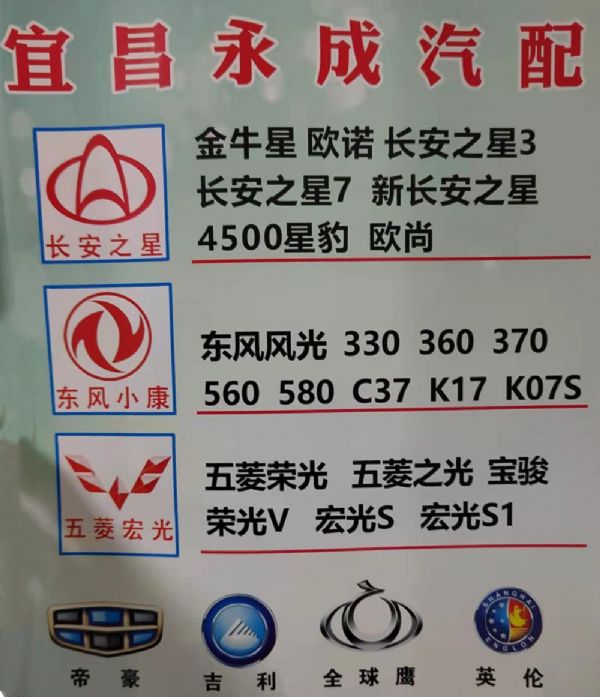 宜昌永成汽配
长安之星
金牛星 欧诺 长安之星3
长安之星7 新长安之星
4500星豹 欧尚
东风小康
东风风光 330 360 370
560 580 C37 K17 K07S
五菱宏光
五菱荣光 五菱之光 宝骏
荣光V 宏光S 宏光S1
SHANGHAI
ENGLON
帝豪 吉利 全球鹰 英伦